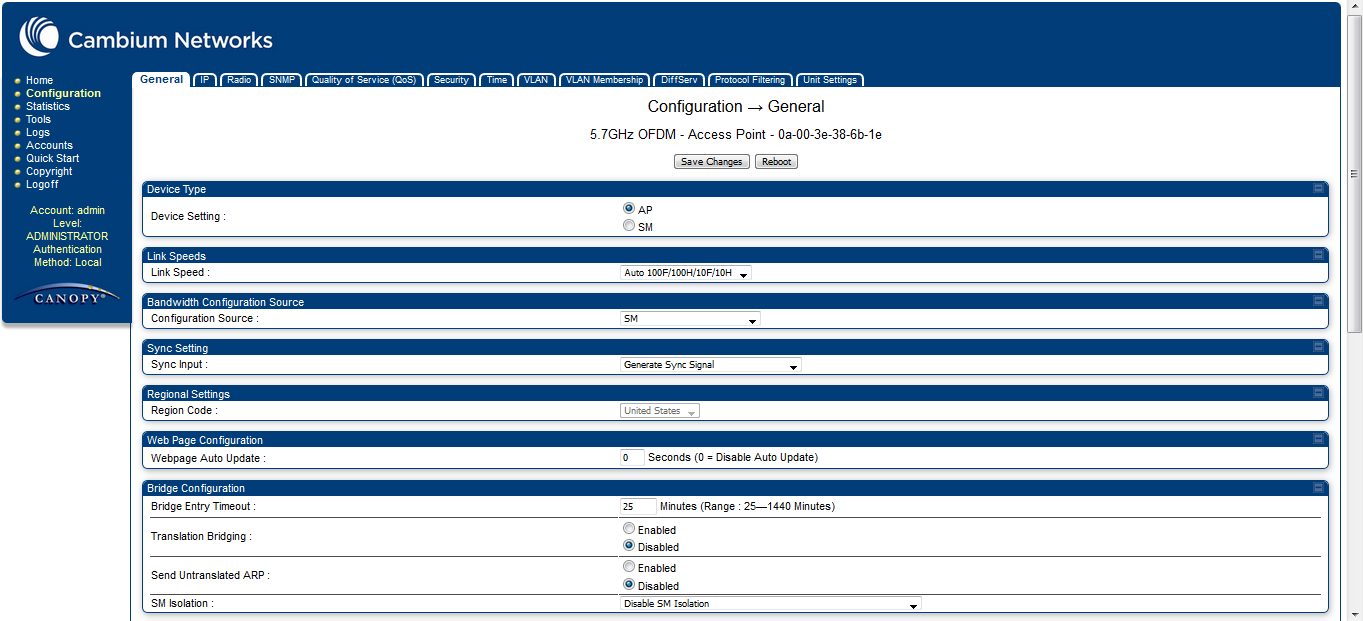 Cambium Networks
Home
Configuration
Statistics
Tools
Logs
Accounts
Quick Start
Copyright
Logoff
Account: admin
Level:
ADMINISTRATOR
Authentication
Method: Local
CANOPY®
General IP Radio SNMP Quality of Service (QoS) Security Time VLAN VLAN Membership DiffServ Protocol Filtering Unit Settings
Configuration → General
5.7GHz OFDM - Access Point - 0a-00-3e-38-6b-1e
Save Changes Reboot
Device Type
Device Setting : AP
SM
Link Speeds
Link Speed : Auto 100F/100H/10F/10H
Bandwidth Configuration Source
Configuration Source : SM
Sync Setting
Sync Input : Generate Sync Signal
Regional Settings
Region Code : United States
Web Page Configuration
Webpage Auto Update : 0 Seconds (0 = Disable Auto Update)
Bridge Configuration
Bridge Entry Timeout : 25 Minutes (Range : 25—1440 Minutes)
Translation Bridging : Enabled
Disabled
Send Untranslated ARP : Enabled
Disabled
SM Isolation : Disable SM Isolation